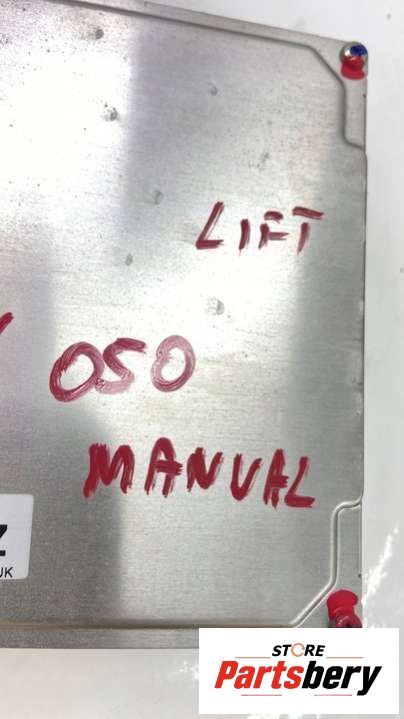 LIFT
050
MANUAL
Z
UK
STORE
Partsbery